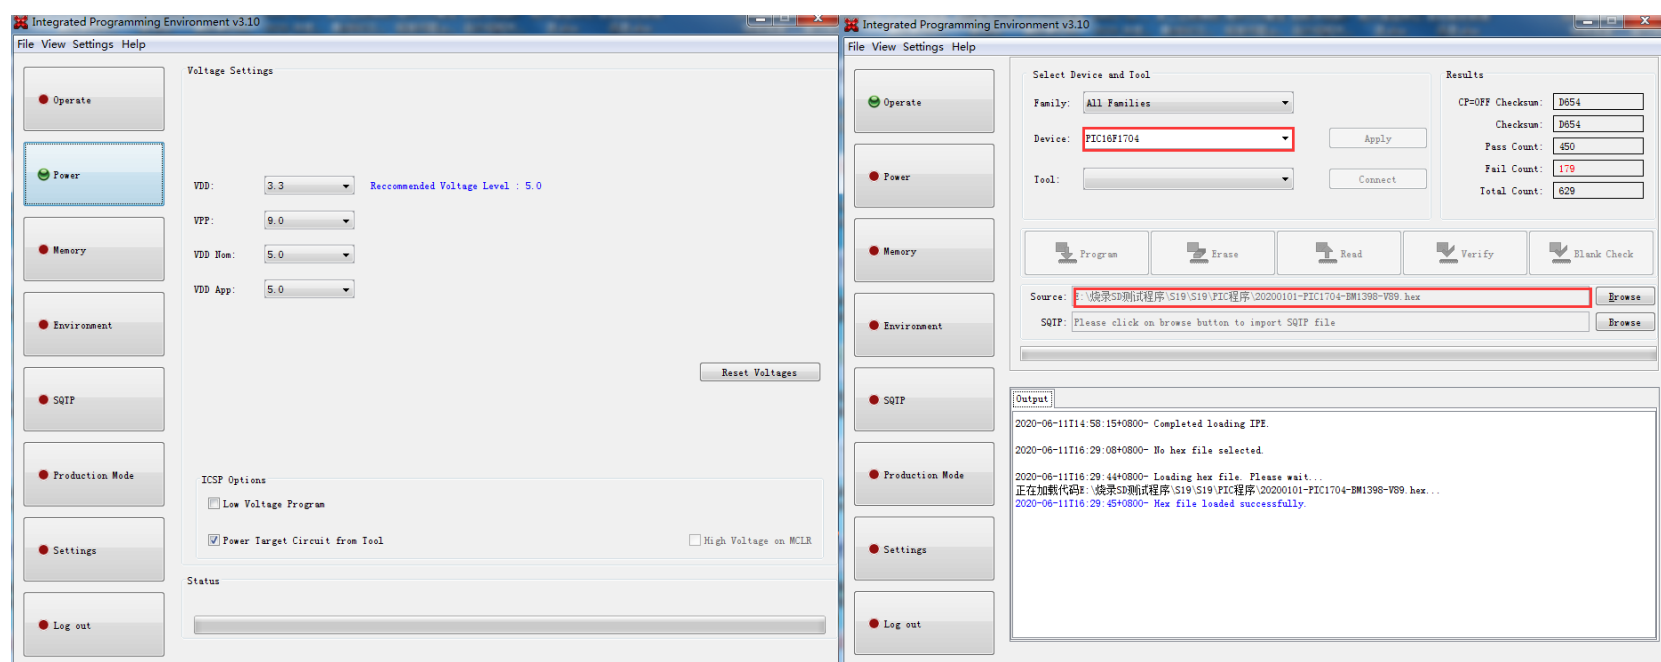 Integrated Programming Environment v3.10
File View Settings Help
Operate
Power
Memory
Environment
SQTP
Production Mode
Settings
Log out
Voltage Settings
VDD: 3.3 Reccommended Voltage Level : 5.0
VPP: 9.0
VDD Nom: 5.0
VDD App: 5.0
Reset Voltages
ICSP Options
Low Voltage Program
Power Target Circuit from Tool
High Voltage on MCLR
Status
Integrated Programming Environment v3.10
File View Settings Help
Operate
Power
Memory
Environment
SQTP
Production Mode
Settings
Log out
Select Device and Tool
Family: All Families
Device: PIC16F1704 Apply
Tool: Connect
Results
CP=OFF Checksum: D654
Checksum: D654
Pass Count: 450
Fail Count: 179
Total Count: 629
Program Erase Read Verify Blank Check
Source: E:\烧录SD测试程序\S19\S19\PIC程序\20200101-PIC1704-BM1398-V89.hex Browse
SQTP: Please click on browse button to import SQTP file Browse
Output
2020-06-11T14:58:15+0800- Completed loading IPE.
2020-06-11T16:29:08+0800- No hex file selected.
2020-06-11T16:29:44+0800- Loading hex file. Please wait...
正在加载代码E:\烧录SD测试程序\S19\S19\PIC程序\20200101-PIC1704-BM1398-V89.hex...
2020-06-11T16:29:45+0800- Hex file loaded successfully.